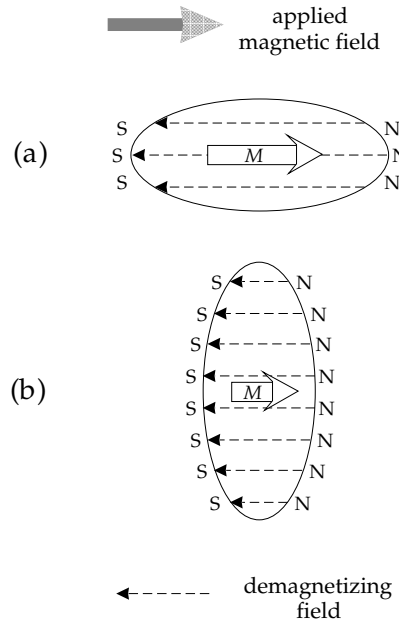 applied
magnetic field
(a)
S N
S M N
S N
(b)
S N
S N
S N
S N
M
S N
S N
S N
S N
demagnetizing
field